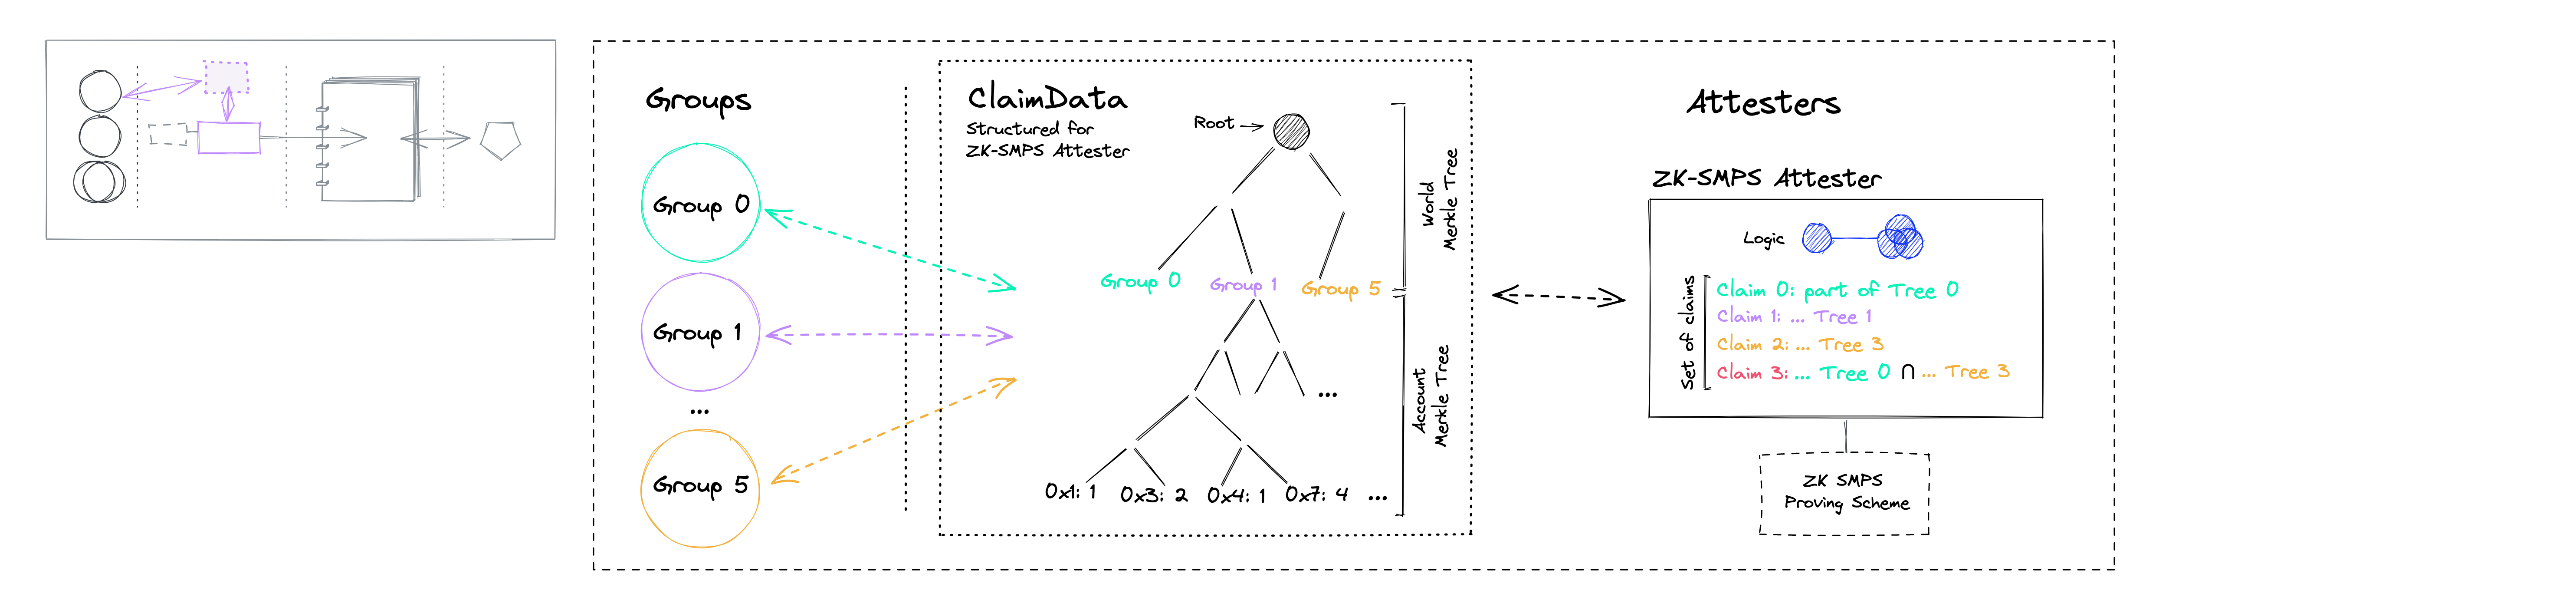 Groups
Group 0
Group 1
...
Group 5
ClaimData
Structured for
ZK-SMPS Attester
Root
Group 0
Group 1
Group 5
...
0x1: 1
0x3: 2
0x4: 1
0x7: 4
...
World
Merkle Tree
Account
Merkle Tree
Attesters
ZK-SMPS Attester
Logic
Set of claims
Claim 0: part of Tree 0
Claim 1: ... Tree 1
Claim 2: ... Tree 3
Claim 3: ... Tree 0 ∩ ... Tree 3
ZK SMPS
Proving Scheme